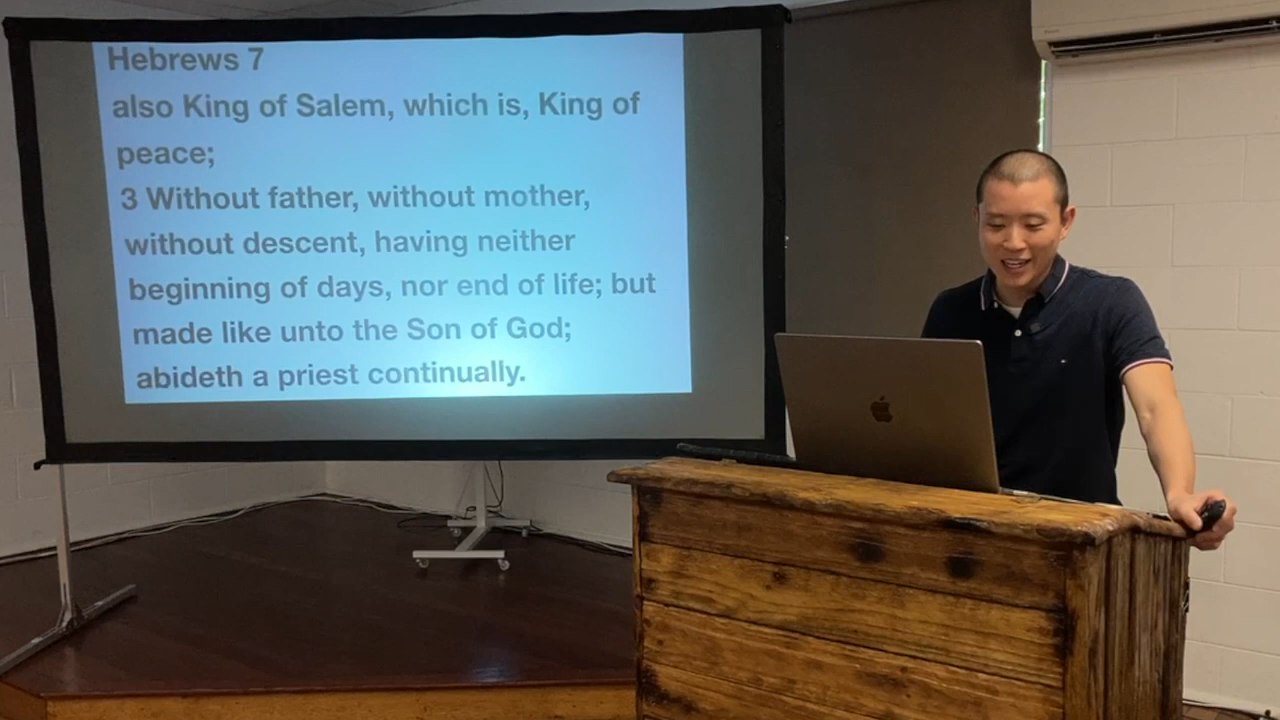 Hebrews 7
also King of Salem, which is, King of
peace;
3 Without father, without mother,
without descent, having neither
beginning of days, nor end of life; but
made like unto the Son of God;
abideth a priest continually.